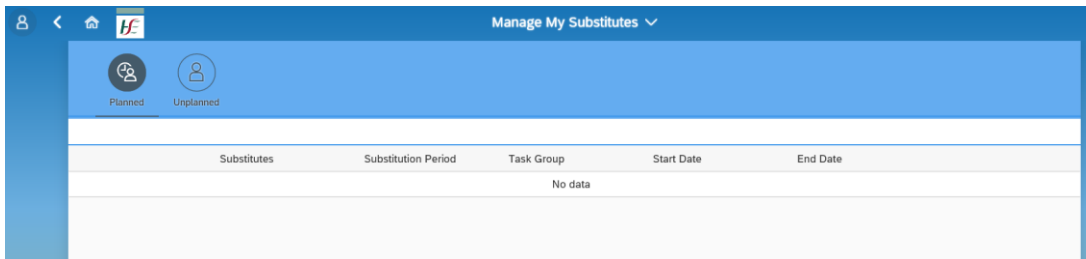 Manage My Substitutes
Planned Unplanned
Substitutes Substitution Period Task Group Start Date End Date
No data